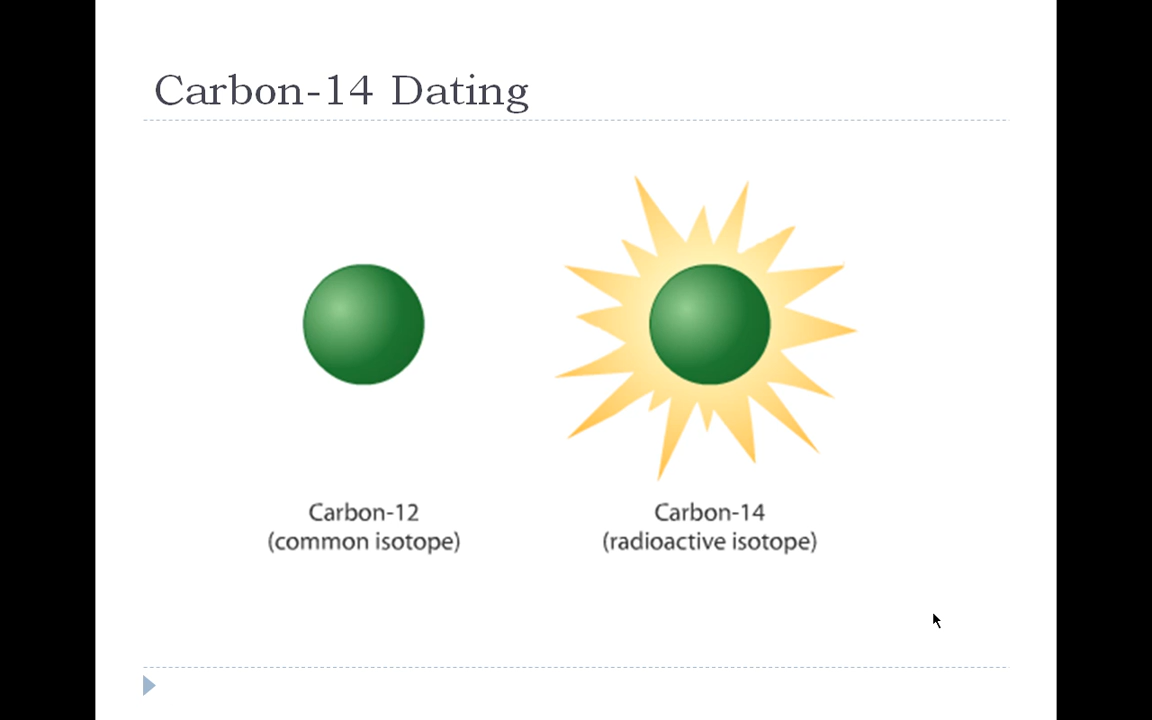 Carbon-14 Dating
Carbon-12
(common isotope)
Carbon-14
(radioactive isotope)